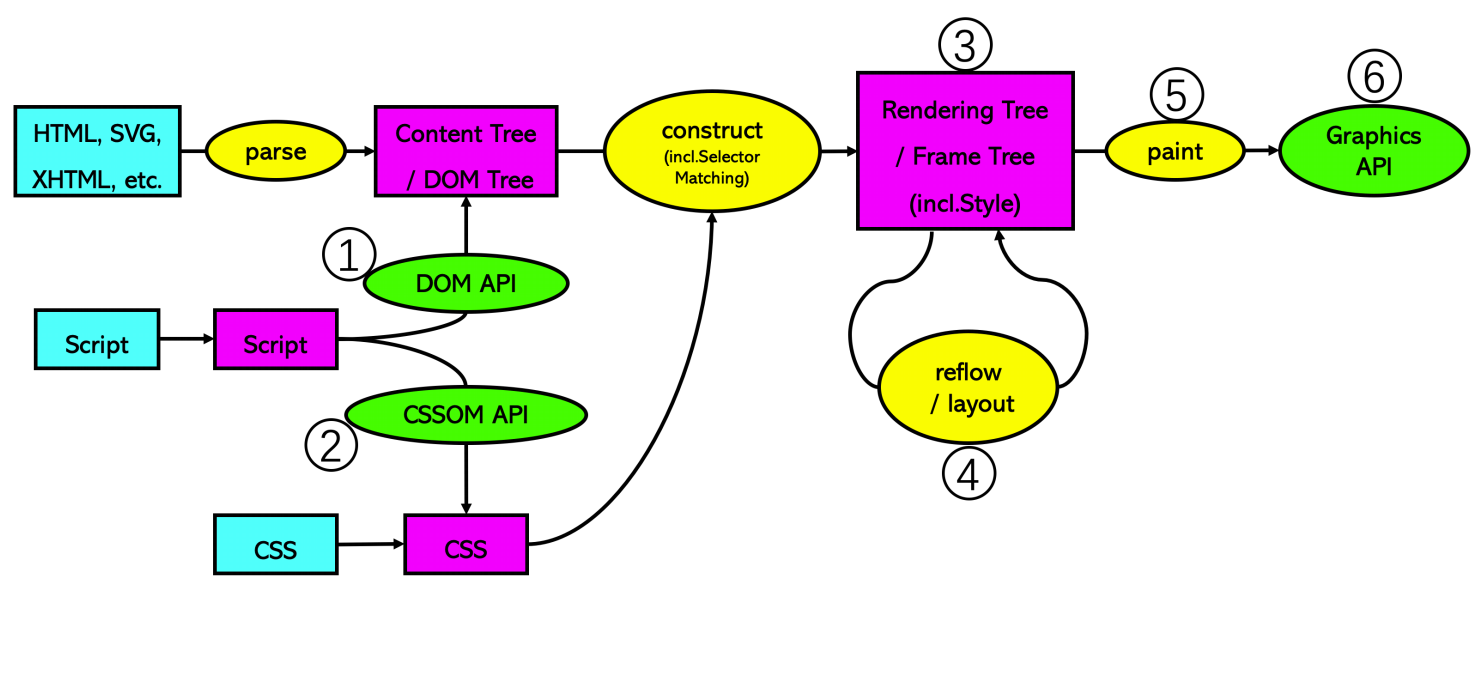 ③
⑥
⑤
HTML, SVG,
XHTML, etc.
parse
Content Tree
/ DOM Tree
construct
(incl.Selector
Matching)
Rendering Tree
/ Frame Tree
(incl.Style)
paint
Graphics
API
①
DOM API
Script
Script
reflow
/ layout
CSSOM API
②
④
CSS
CSS